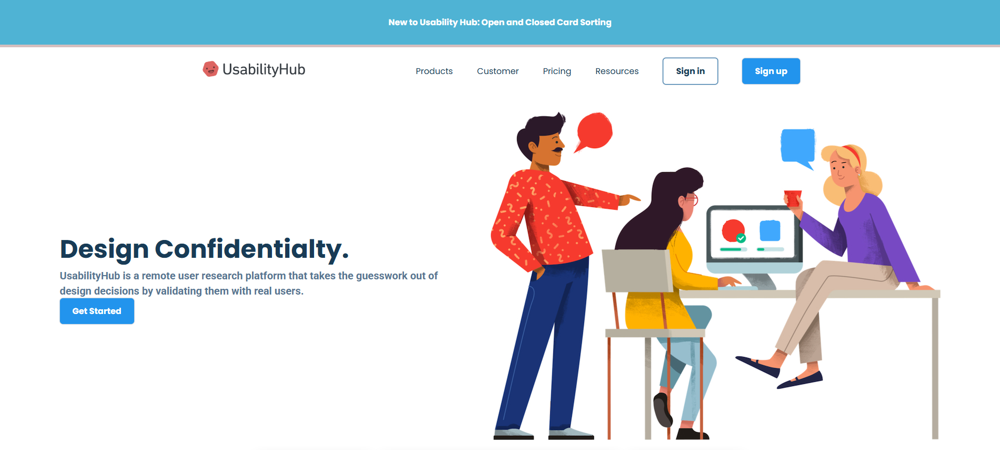 New to Usability Hub: Open and Closed Card Sorting
UsabilityHub
Products
Customer
Pricing
Resources
Sign in
Sign up
Design Confidentialty.
UsabilityHub is a remote user research platform that takes the guesswork out of
design decisions by validating them with real users.
Get Started